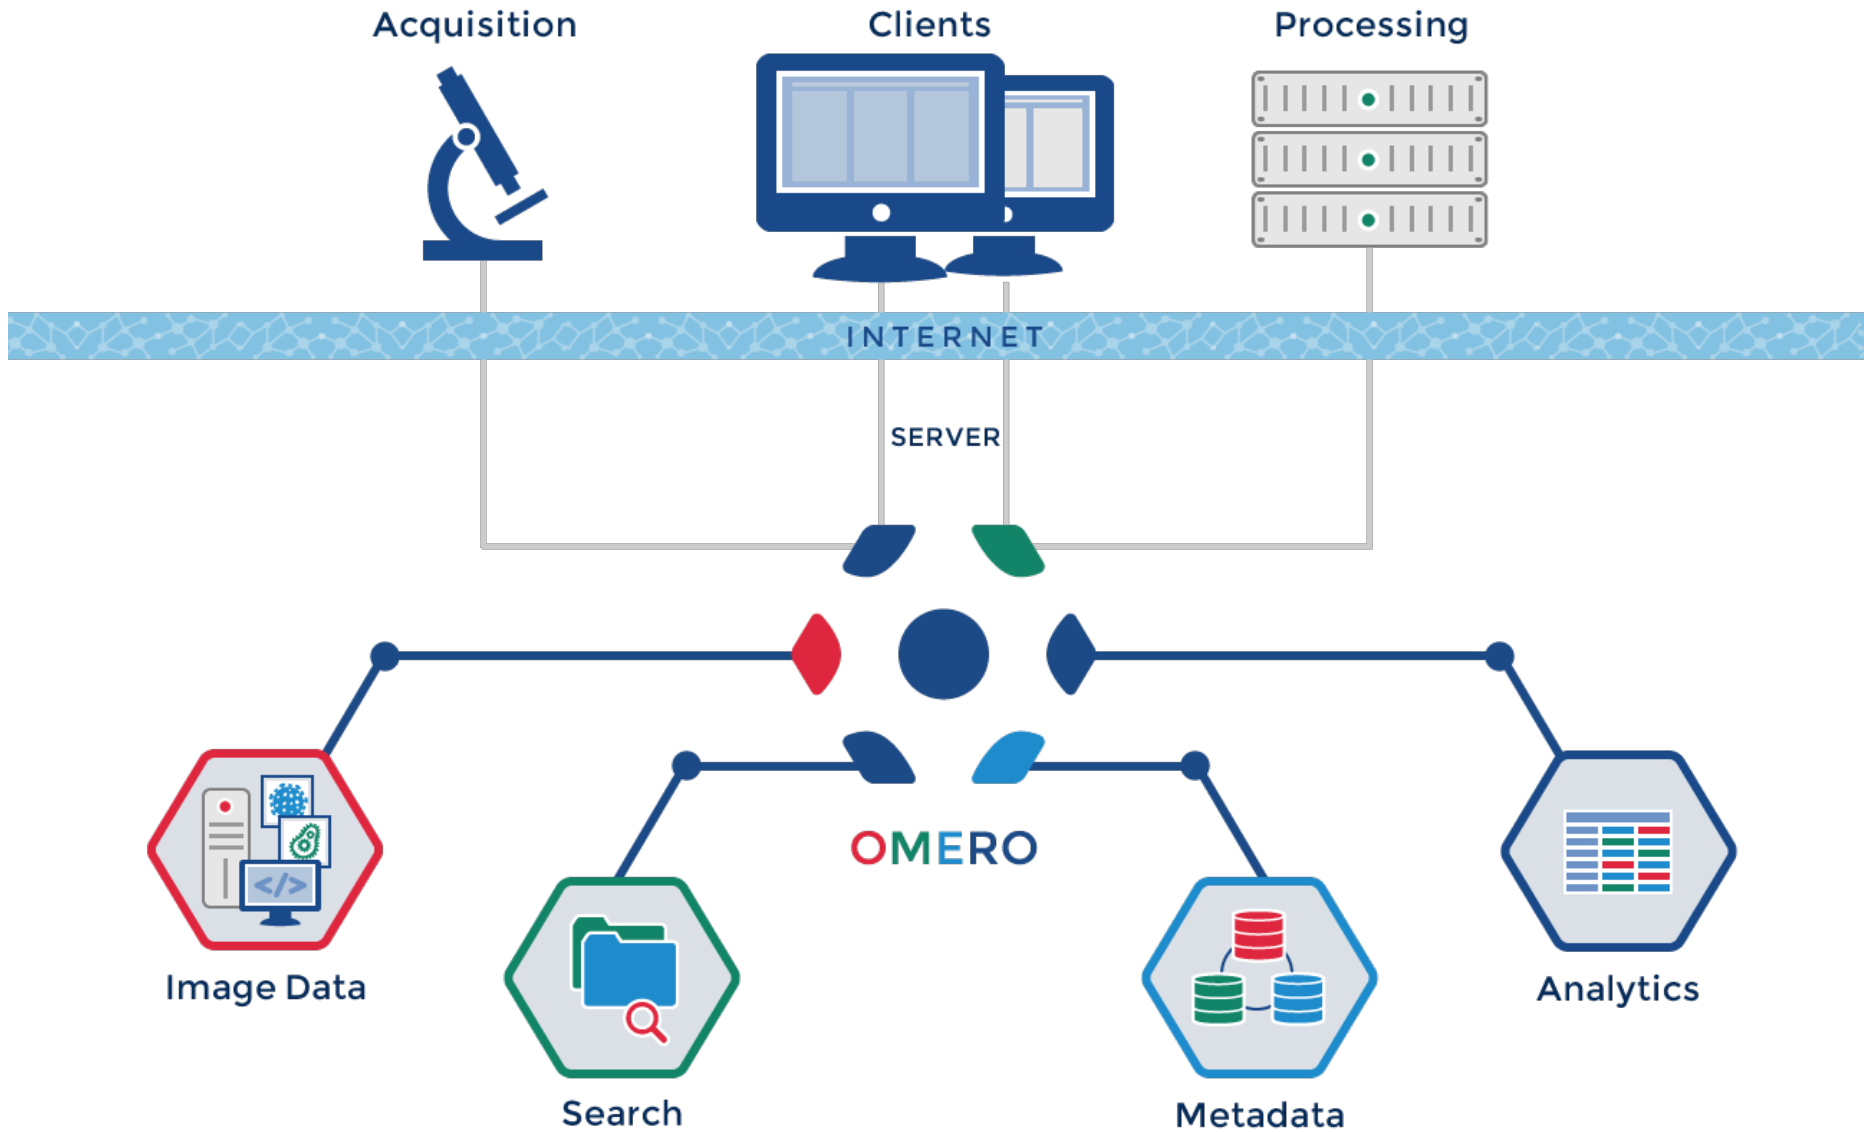 Acquisition
Clients
Processing
INTERNET
SERVER
</>
OMERO
Image Data
Analytics
Search
Metadata